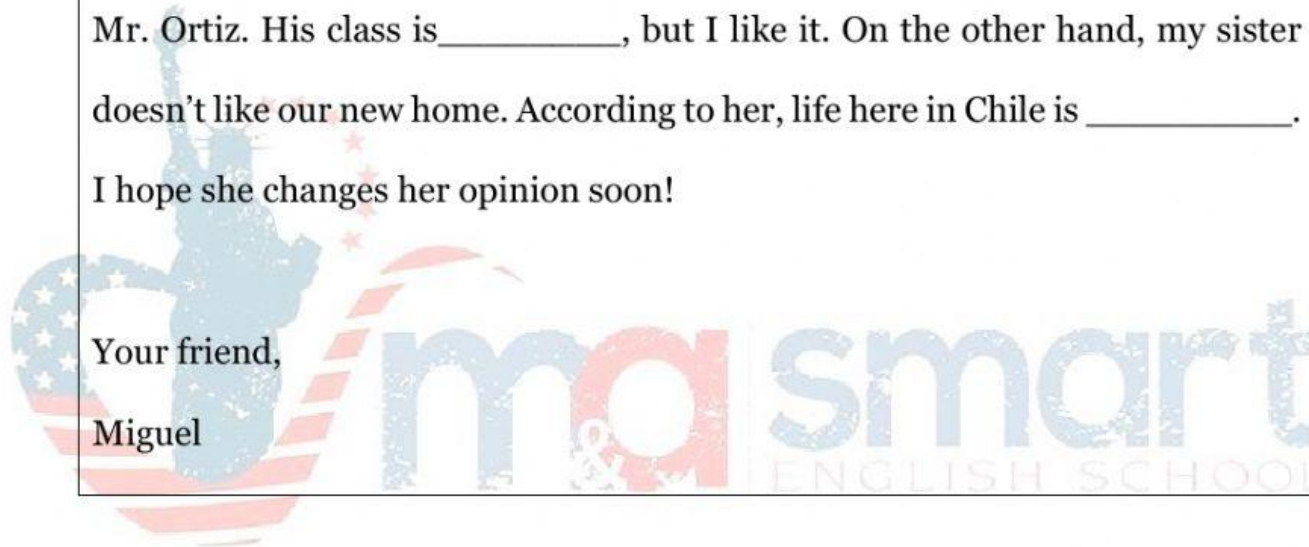 Mr. Ortiz. His class is_________, but I like it. On the other hand, my sister
doesn't like our new home. According to her, life here in Chile is __________.
I hope she changes her opinion soon!
Your friend,
Miguel
m&a smart
ENGLISH SCHOOL